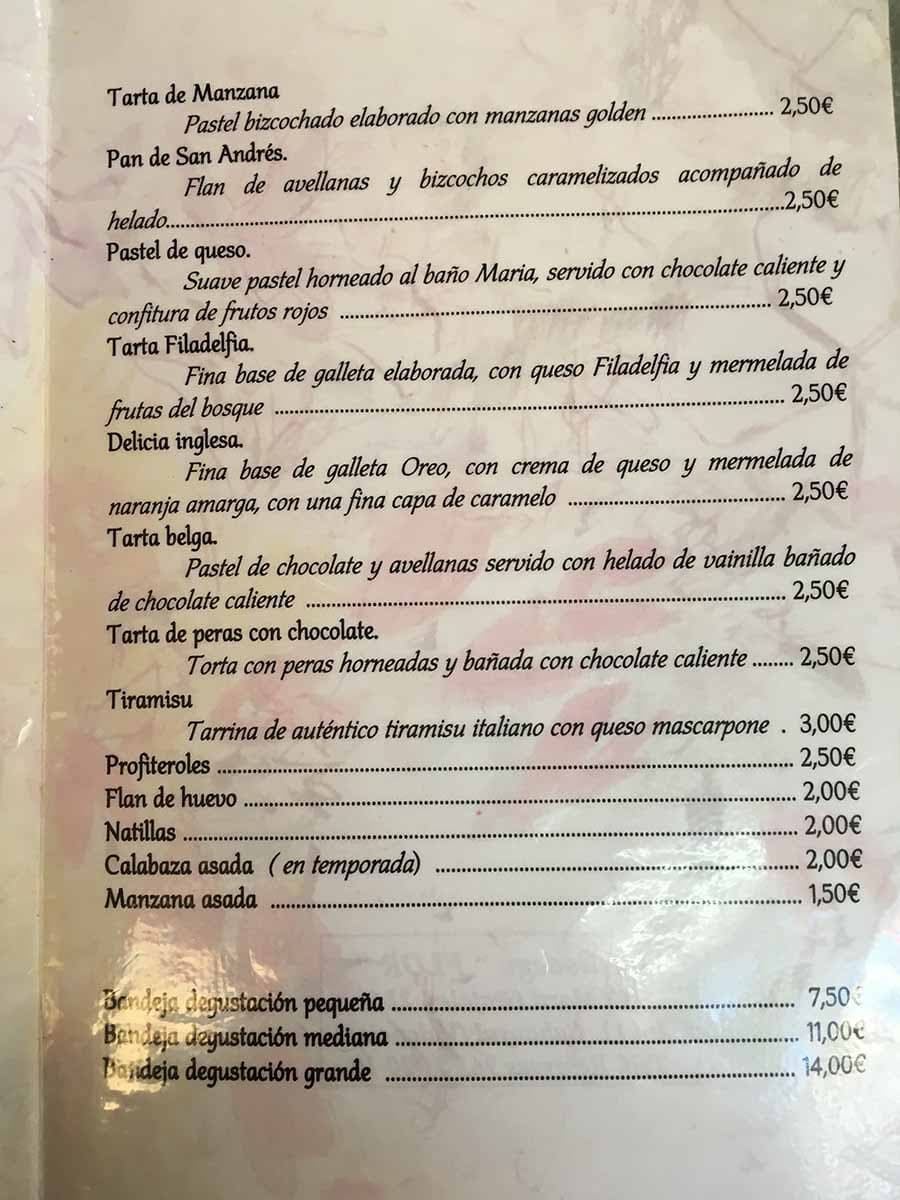 Tarta de Manzana
Pastel bizcochado elaborado con manzanas golden ........................ 2,50€
Pan de San Andrés.
Flan de avellanas y bizcochos caramelizados acompañado de
helado........................................................................................................................2,50€
Pastel de queso.
Suave pastel horneado al baño Maria, servido con chocolate caliente y
confitura de frutos rojos .................................................................................... 2,50€
Tarta Filadelfia.
Fina base de galleta elaborada, con queso Filadelfia y mermelada de
frutas del bosque .................................................................................................... 2,50€
Delicia inglesa.
Fina base de galleta Oreo, con crema de queso y mermelada de
naranja amarga, con una fina capa de caramelo .......................................... 2,50€
Tarta belga.
Pastel de chocolate y avellanas servido con helado de vainilla bañado
de chocolate caliente .............................................................................................. 2,50€
Tarta de peras con chocolate.
Torta con peras horneadas y bañada con chocolate caliente ........ 2,50€
Tiramisu
Tarrina de auténtico tiramisu italiano con queso mascarpone . 3,00€
Profiteroles .................................................................................................................. 2,50€
Flan de huevo .............................................................................................................. 2,00€
Natillas .......................................................................................................................... 2,00€
Calabaza asada ( en temporada) ........................................................................ 2,00€
Manzana asada .......................................................................................................... 1,50€
Bandeja degustación pequeña ................................................................................ 7,50€
Bandeja degustación mediana ................................................................................ 11,00€
Bandeja degustación grande .................................................................................. 14,00€